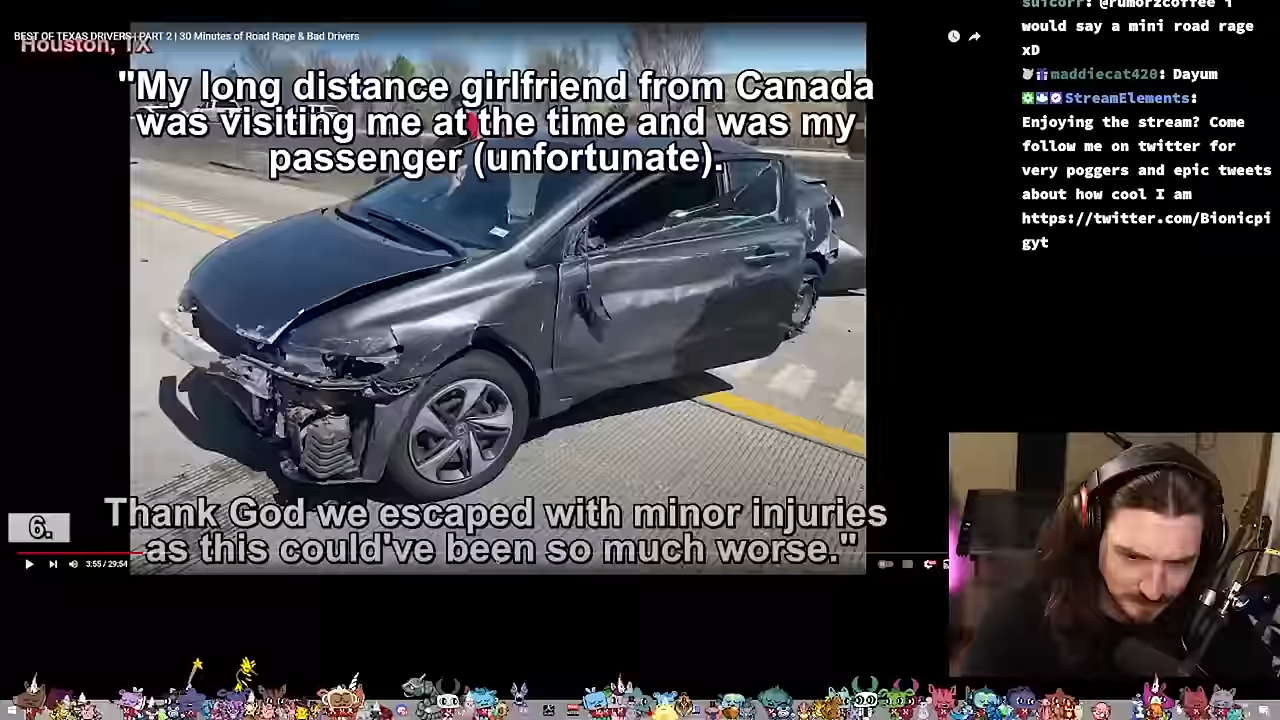 BEST OF TEXAS DRIVERS | PART 2 | 30 Minutes of Road Rage & Bad Drivers
Houston, TX
"My long distance girlfriend from Canada
was visiting me at the time and was my
passenger (unfortunate).
Thank God we escaped with minor injuries
as this could've been so much worse."
6.
3:55 / 29:54
suicorr: @rumorzcoffee i
would say a mini road rage
xD
maddiecat420: Dayum
StreamElements:
Enjoying the stream? Come
follow me on twitter for
very poggers and epic tweets
about how cool I am
https://twitter.com/Bionicpi
gyt